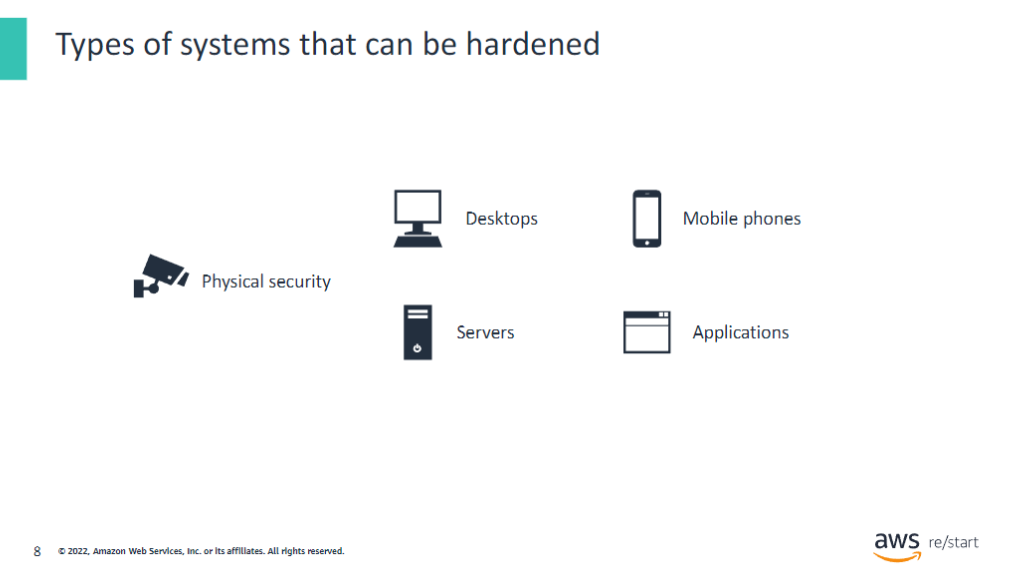 Types of systems that can be hardened
Desktops
Mobile phones
Physical security
Servers
Applications
8 © 2022, Amazon Web Services, Inc. or its affiliates. All rights reserved.
aws re/start